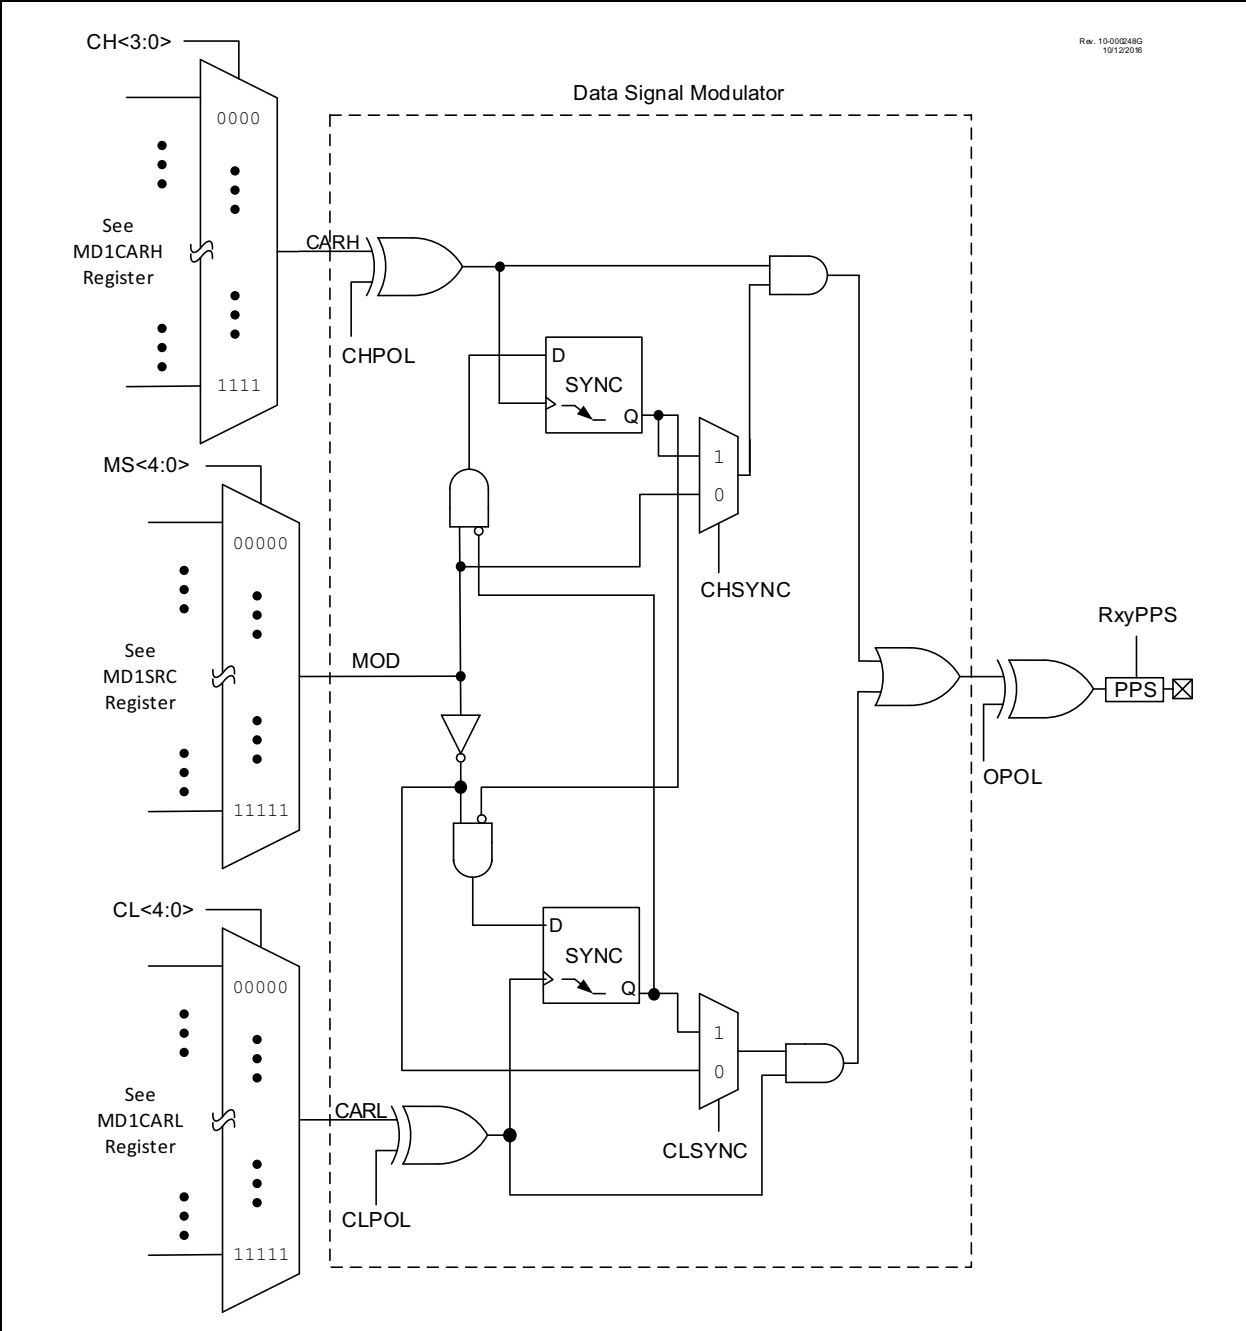 CH<3:0>
Rev. 10-000248G
10/12/2016
Data Signal Modulator
0000
See
MD1CARH
Register
CARH
CHPOL
1111
D
SYNC
Q
1
0
CHSYNC
MS<4:0>
00000
See
MD1SRC
Register
MOD
11111
RxyPPS
PPS
OPOL
CL<4:0>
00000
D
SYNC
Q
1
0
CLSYNC
See
MD1CARL
Register
CARL
CLPOL
11111